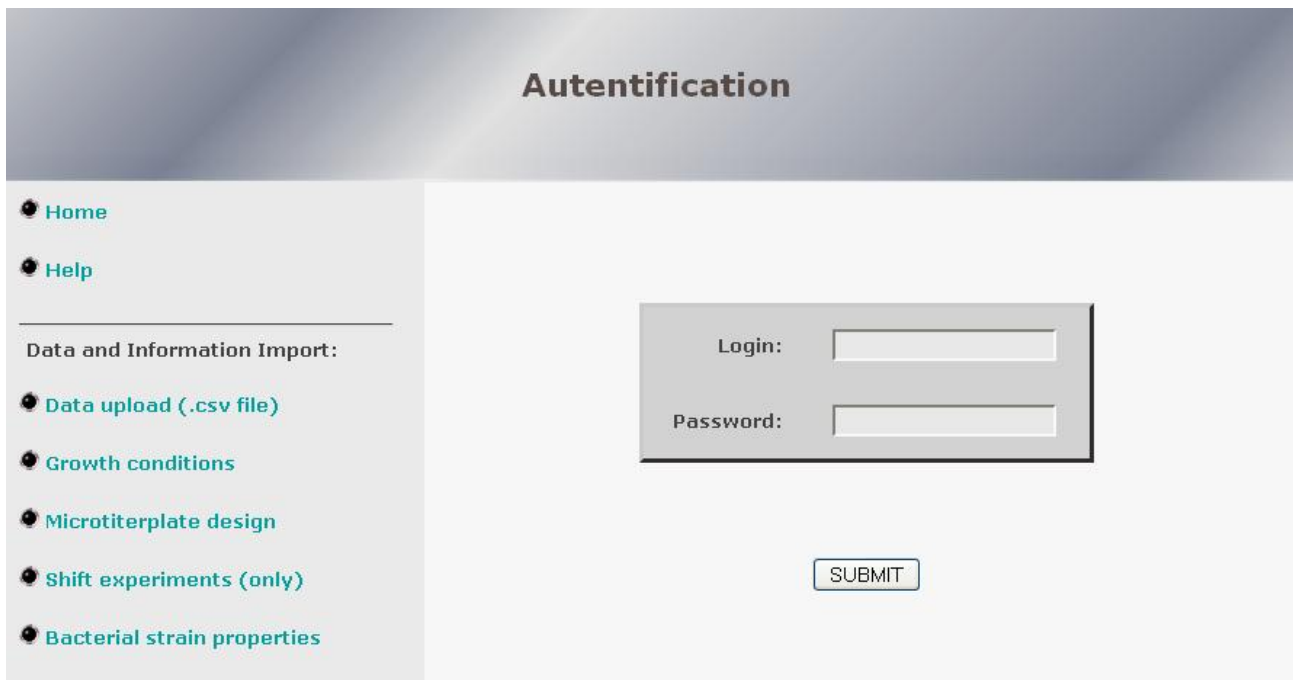 Autentification
Home
Help
Data and Information Import:
Data upload (.csv file)
Growth conditions
Microtiterplate design
Shift experiments (only)
Bacterial strain properties
Login:
Password:
SUBMIT